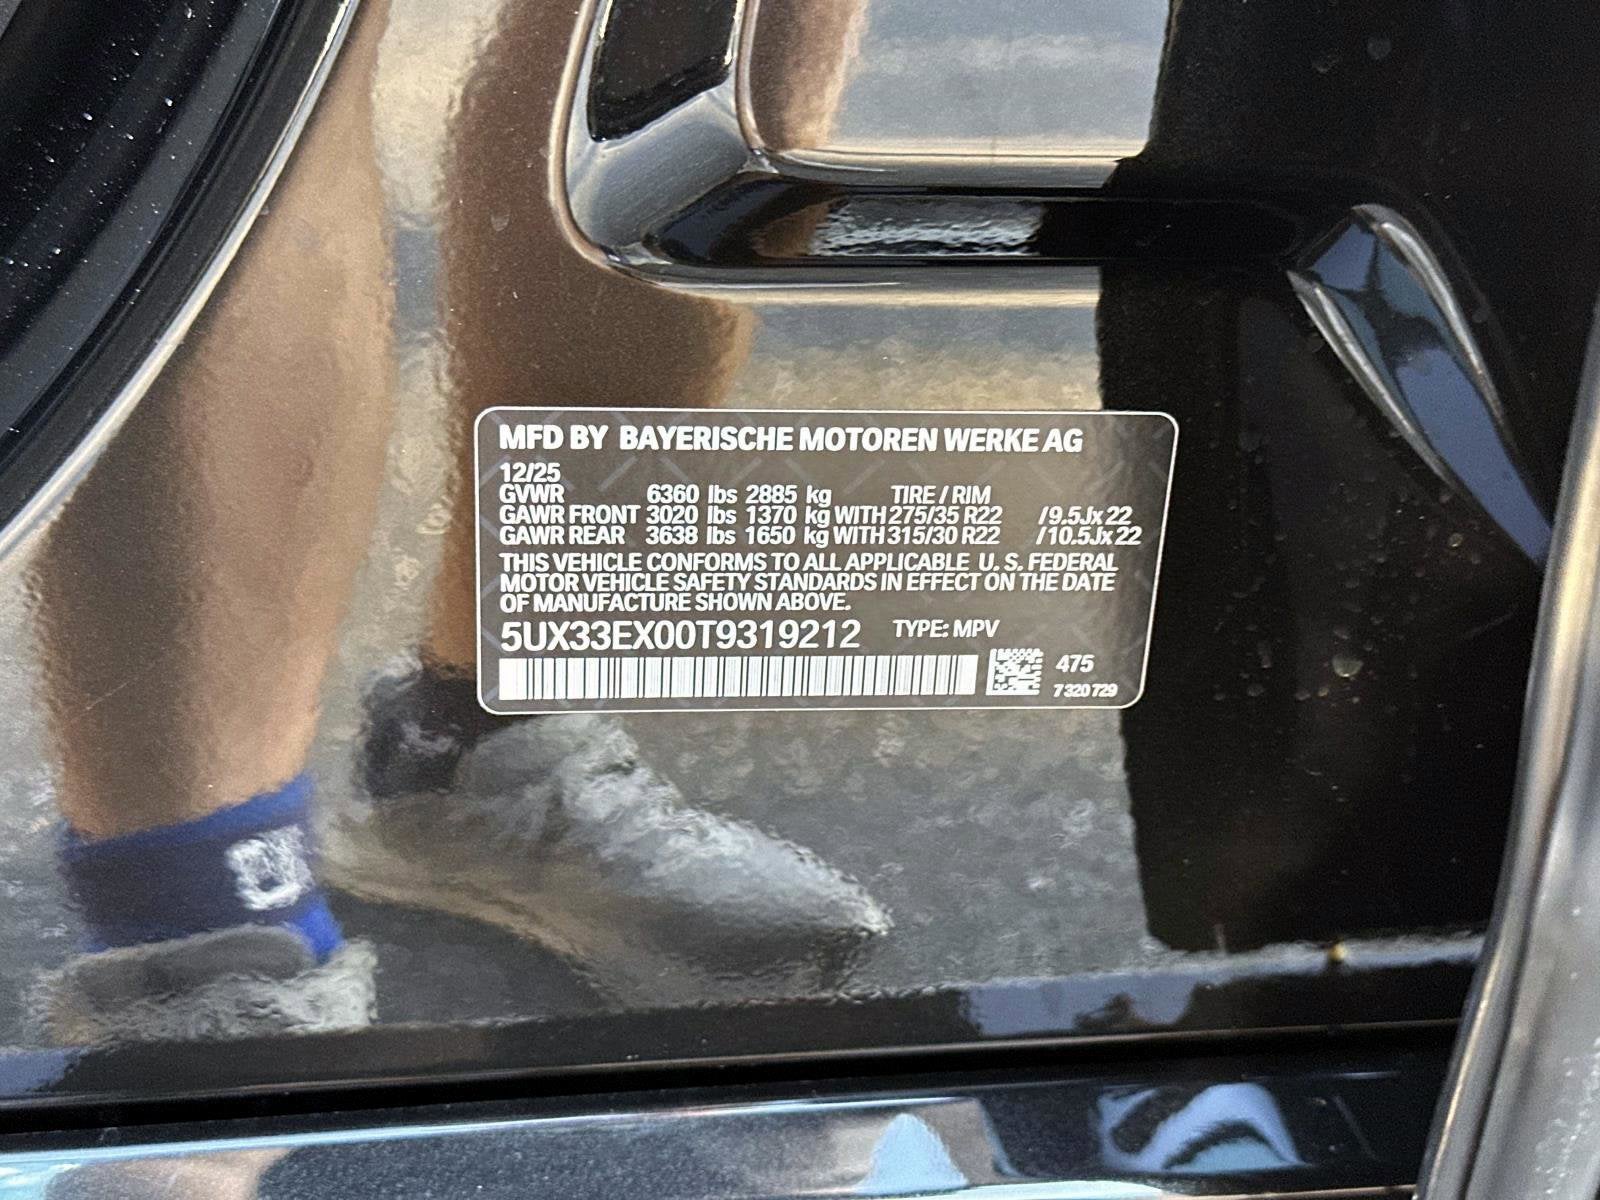 MFD BY BAYERISCHE MOTOREN WERKE AG
12/25
GVWR 6360 lbs 2885 kg TIRE / RIM
GAWR FRONT 3020 lbs 1370 kg WITH 275/35 R22 /9.5Jx22
GAWR REAR 3638 lbs 1650 kg WITH 315/30 R22 /10.5Jx22
THIS VEHICLE CONFORMS TO ALL APPLICABLE U. S. FEDERAL
MOTOR VEHICLE SAFETY STANDARDS IN EFFECT ON THE DATE
OF MANUFACTURE SHOWN ABOVE.
5UX33EX00T9319212 TYPE: MPV
475
7 320 729